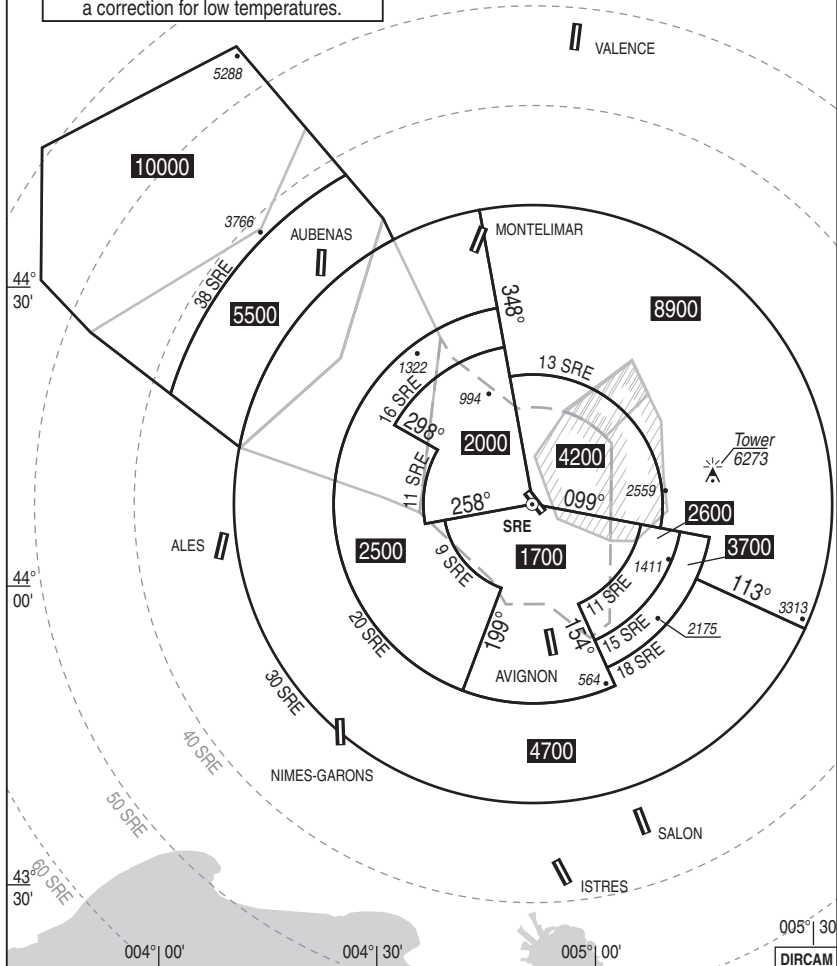 a correction for low temperatures.
VALENCE
5288
10000
3766
AUBENAS
MONTELIMAR
44°
30'
38 SRE
5500
348°
8900
1322
13 SRE
16 SRE
994
298°
2000
4200
Tower
6273
11 SRE
2559
258°
099°
SRE
2600
ALES
2500
1700
3700
9 SRE
1411
44°
00'
11 SRE
113°
3313
20 SRE
199°
154°
15 SRE
2175
AVIGNON
18 SRE
564
30 SRE
40 SRE
4700
NIMES-GARONS
50 SRE
SALON
60 SRE
43°
30'
ISTRES
005° 30
004° 00'
004° 30'
005° 00'
DIRCAM